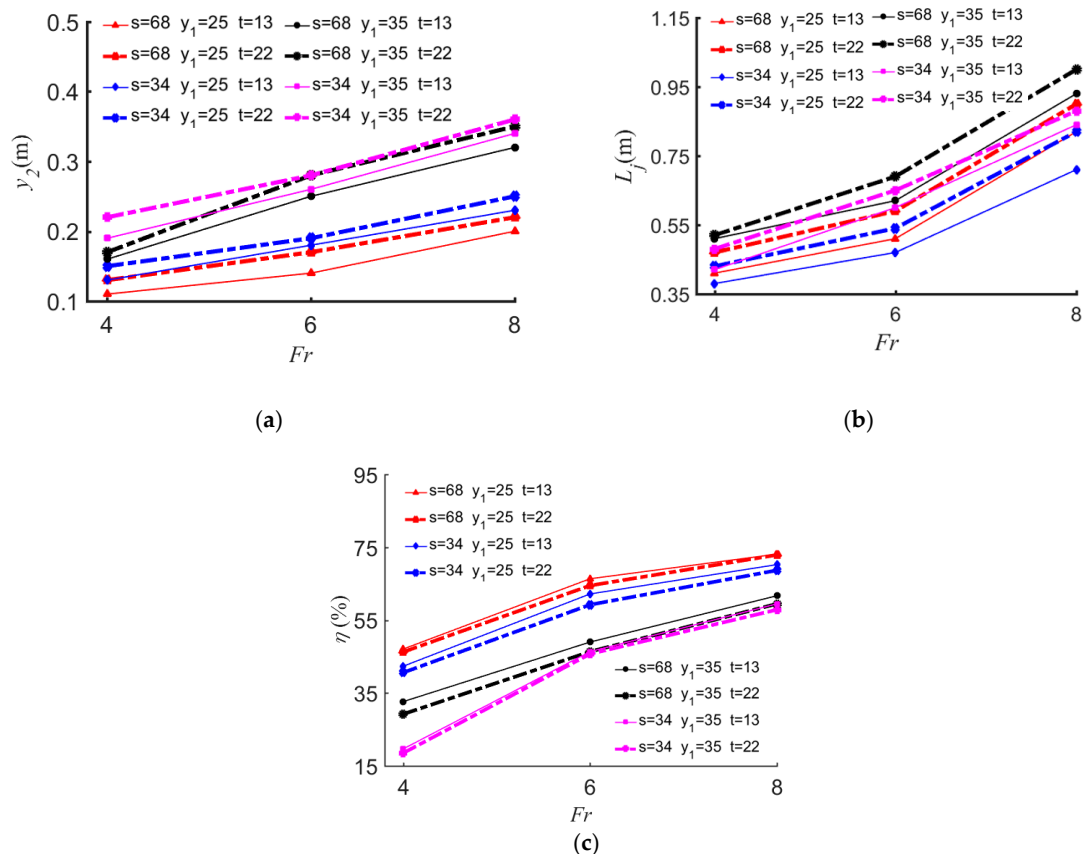 0.5
0.4
0.3
0.2
0.1
y2(m)
s=68 y1=25 t=13
s=68 y1=25 t=22
s=34 y1=25 t=13
s=34 y1=25 t=22
s=68 y1=35 t=13
s=68 y1=35 t=22
s=34 y1=35 t=13
s=34 y1=35 t=22
4 6 8
Fr
(a)
1.15
0.95
0.75
0.55
0.35
Lj(m)
s=68 y1=25 t=13
s=68 y1=25 t=22
s=34 y1=25 t=13
s=34 y1=25 t=22
s=68 y1=35 t=13
s=68 y1=35 t=22
s=34 y1=35 t=13
s=34 y1=35 t=22
4 6 8
Fr
(b)
95
75
55
35
15
η (%)
s=68 y1=25 t=13
s=68 y1=25 t=22
s=34 y1=25 t=13
s=34 y1=25 t=22
s=68 y1=35 t=13
s=68 y1=35 t=22
s=34 y1=35 t=13
s=34 y1=35 t=22
4 6 8
Fr
(c)